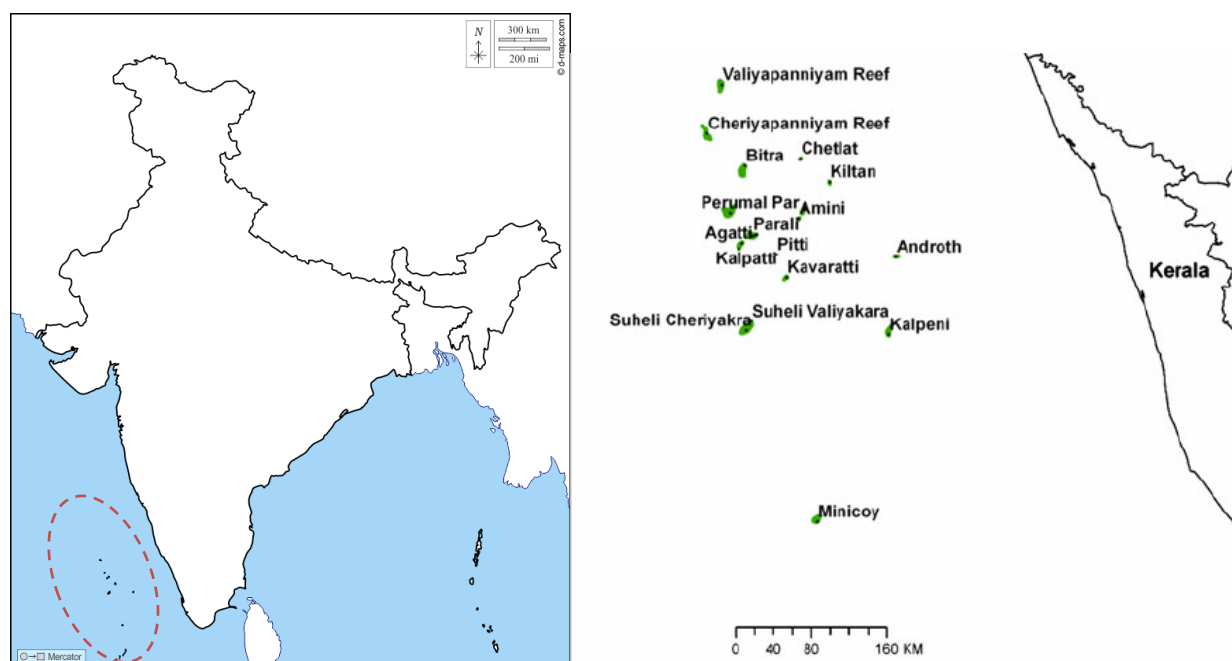 N
300 km
200 mi
© d-maps.com
Mercator
Valiyapanniyam Reef
Cheriyapanniyam Reef
Bitra
Chetlat
Kiltan
Perumal Par
Amini
Agatti
Parali
Pitti
Kalpatti
Kavaratti
Androth
Kerala
Suheli Cheriyakra
Suheli Valiyakara
Kalpeni
Minicoy
0 40 80 160 KM